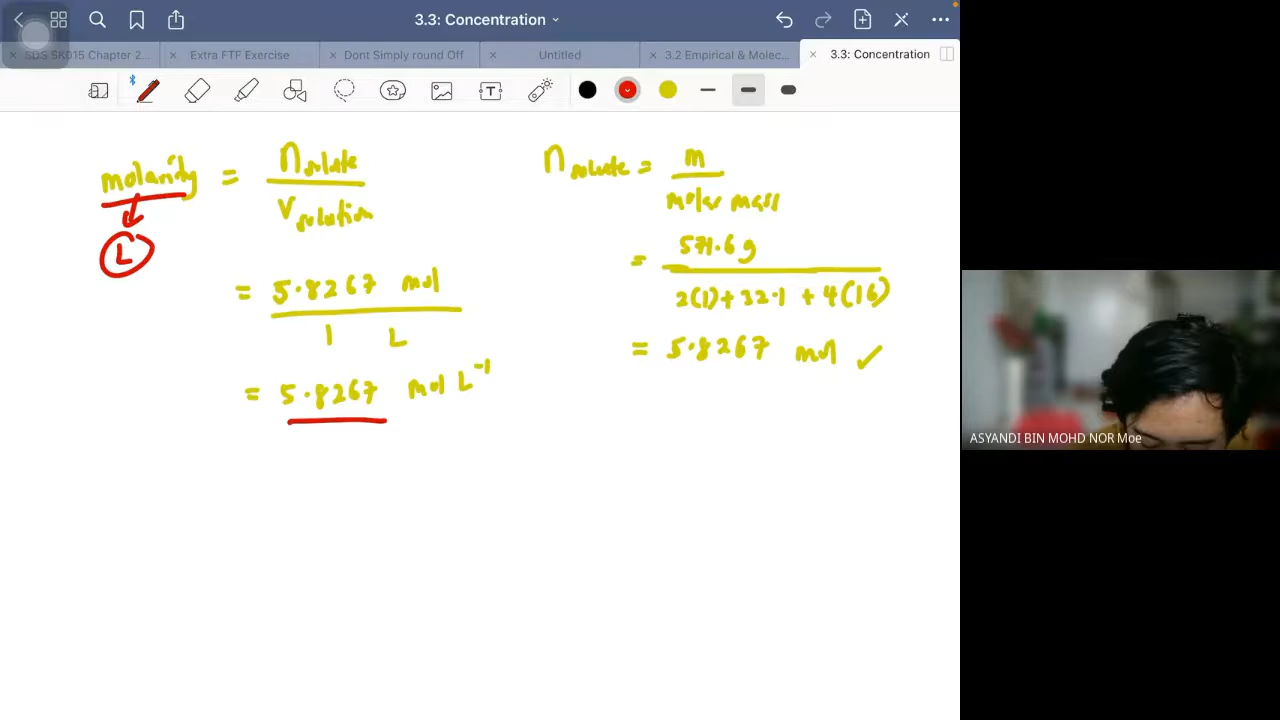 3.3: Concentration
SDS SK015 Chapter 2...
Extra FTF Exercise
Dont Simply round Off
Untitled
3.2 Empirical & Molec...
3.3: Concentration
T
molarity = n solute / V solution
L
= 5.8267 mol / 1 L
= 5.8267 mol L⁻¹
n solute = m / molar mass
= 571.6 g / 2(1)+32.1+4(16)
= 5.8267 mol ✓
ASYANDI BIN MOHD NOR Moe